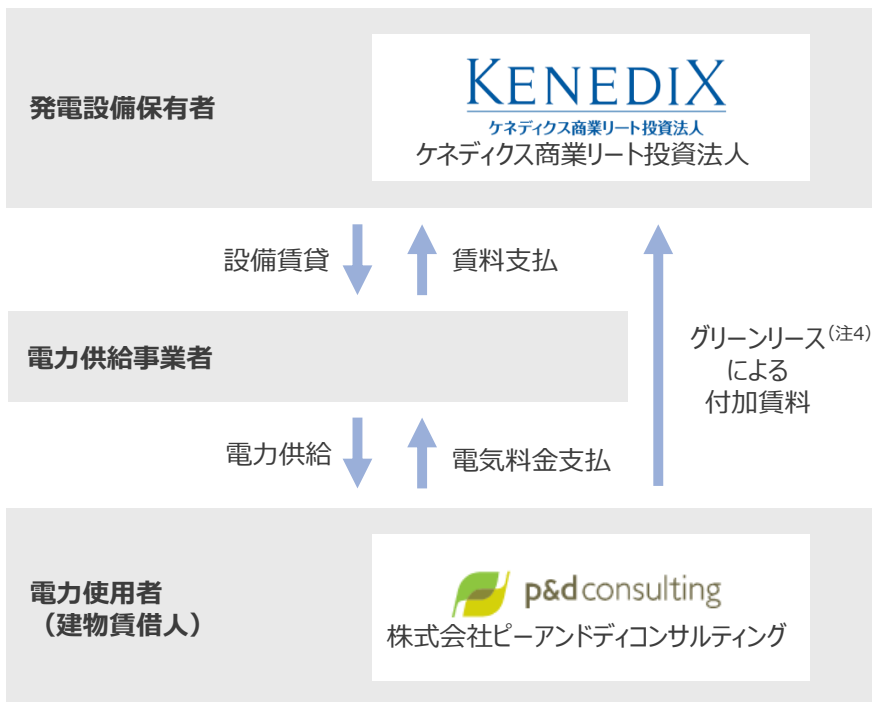 発電設備保有者
KENEDIX
ケネディクス商業リート投資法人
ケネディクス商業リート投資法人
設備賃貸
賃料支払
グリーンリース(注4)
による
付加賃料
電力供給事業者
電力供給
電気料金支払
電力使用者
（建物賃借人）
p&d consulting
株式会社ピーアンドディコンサルティング